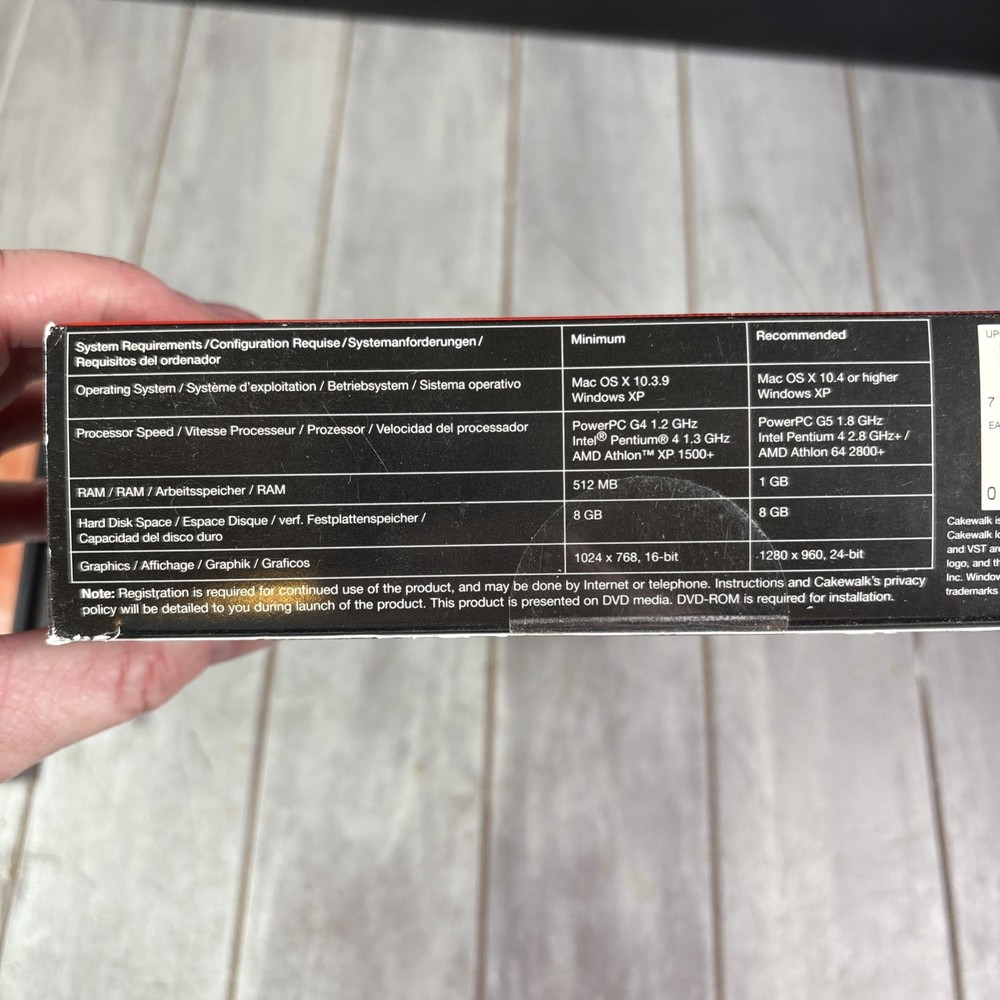 System Requirements / Configuration Requise / Systemanforderungen /
Requisitos del ordenador
Minimum
Recommended
Operating System / Système d'exploitation / Betriebsystem / Sistema operativo
Mac OS X 10.3.9
Windows XP
Mac OS X 10.4 or higher
Windows XP
Processor Speed / Vitesse Processeur / Prozessor / Velocidad del procesador
PowerPC G4 1.2 GHz
Intel® Pentium® 4 1.3 GHz
AMD Athlon™ XP 1500+
PowerPC G5 1.8 GHz
Intel Pentium 4 2.8 GHz+ /
AMD Athlon 64 2800+
RAM / RAM / Arbeitsspeicher / RAM
512 MB
1 GB
Hard Disk Space / Espace Disque / verf. Festplattenspeicher /
Capacidad del disco duro
8 GB
8 GB
Graphics / Affichage / Graphik / Graficos
1024 x 768, 16-bit
1280 x 960, 24-bit
Note: Registration is required for continued use of the product, and may be done by Internet or telephone. Instructions and Cakewalk's privacy
policy will be detailed to you during launch of the product. This product is presented on DVD media. DVD-ROM is required for installation.
7
0
Cakewalk is
Cakewalk
and VST
logo, and
Inc.
trademarks